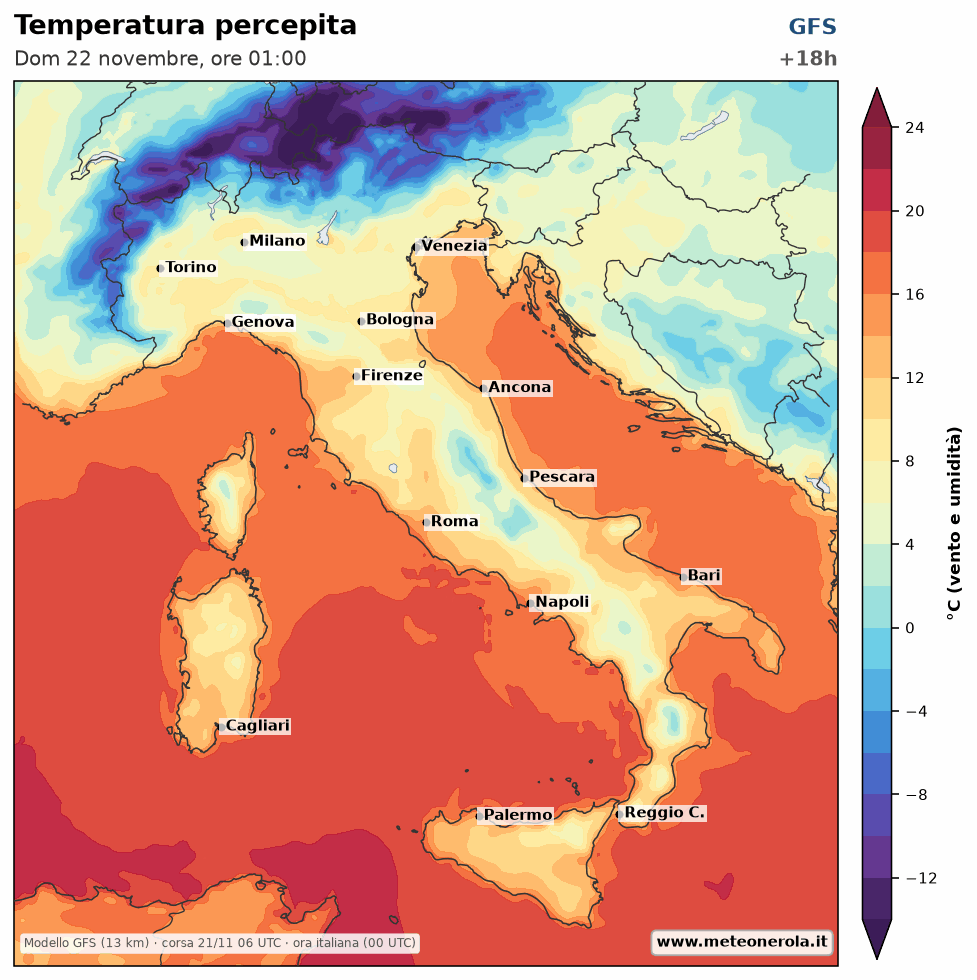 Temperatura percepita
GFS
Dom 22 novembre, ore 01:00
+18h
Milano
Venezia
Torino
Genova
Bologna
Firenze
Ancona
Pescara
Roma
Bari
Napoli
Cagliari
Palermo
Reggio C.
24
20
16
12
8
4
0
−4
−8
−12
°C (vento e umidità)
Modello GFS (13 km) · corsa 21/11 06 UTC · ora italiana (00 UTC)
www.meteonerola.it